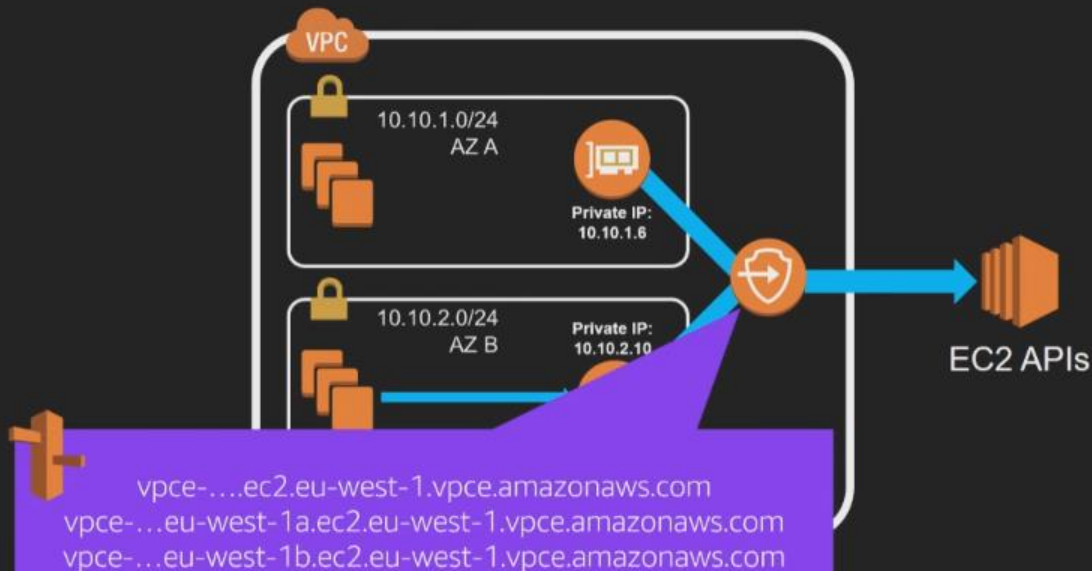 VPC
10.10.1.0/24
AZ A
Private IP:
10.10.1.6
10.10.2.0/24
AZ B
Private IP:
10.10.2.10
EC2 APIs
vpce-....ec2.eu-west-1.vpce.amazonaws.com
vpce-...eu-west-1a.ec2.eu-west-1.vpce.amazonaws.com
vpce-...eu-west-1b.ec2.eu-west-1.vpce.amazonaws.com